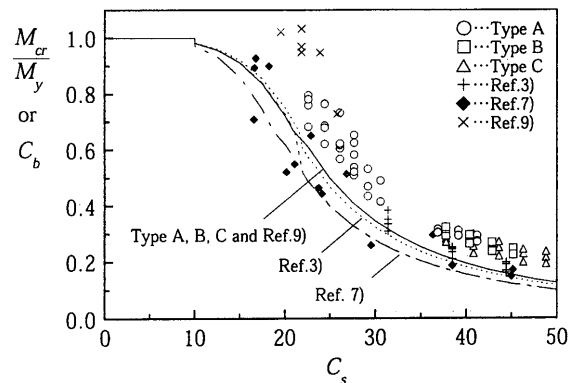 M_cr
M_y
or
C_b
1.0
0.8
0.6
0.4
0.2
0.0
0
10
20
30
40
50
C_s
○···Type A
□···Type B
△···Type C
+···Ref.3)
◆···Ref.7)
×···Ref.9)
Type A, B, C and Ref.9)
Ref.3)
Ref. 7)